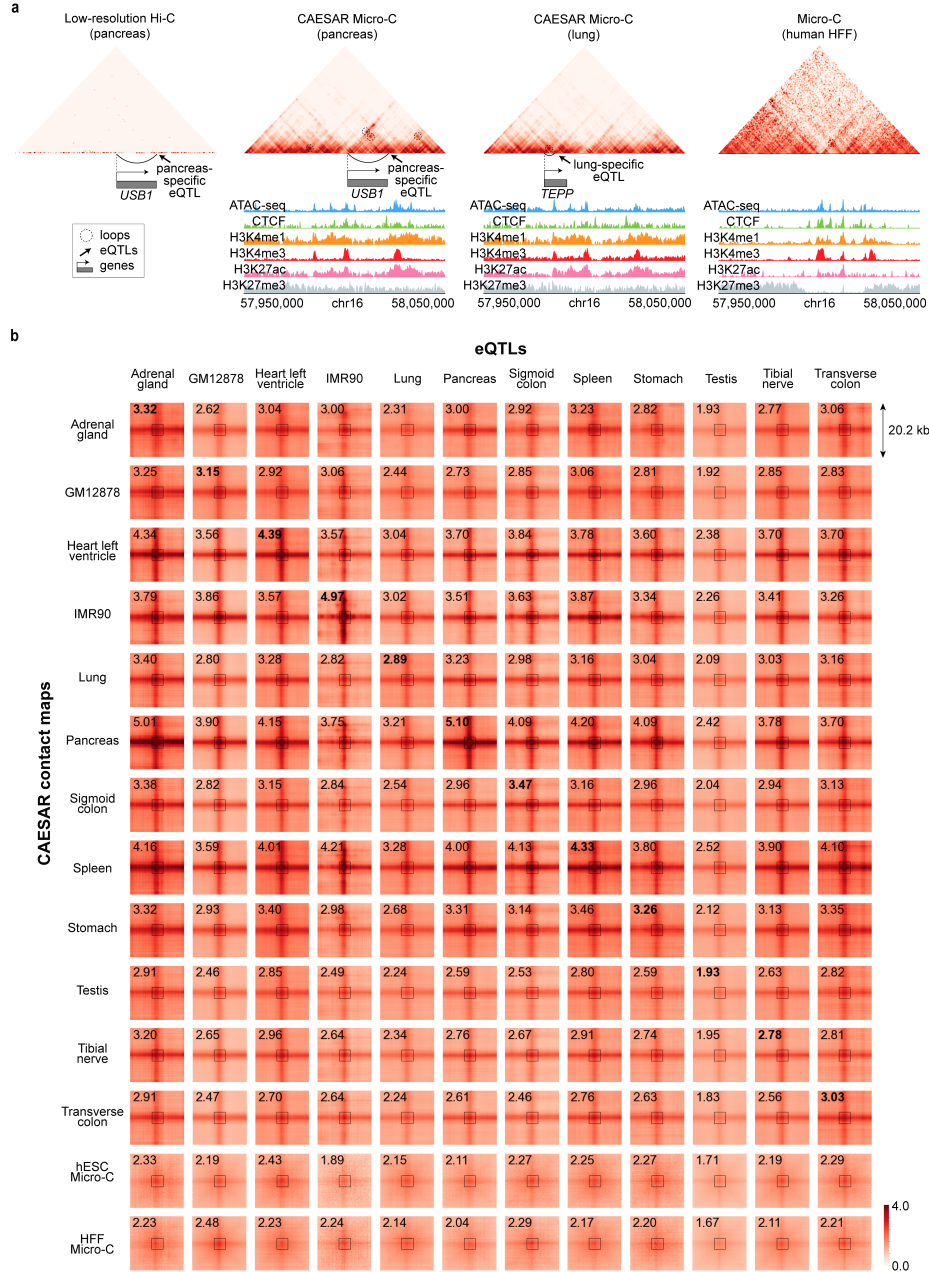 a
Low-resolution Hi-C
(pancreas)
CAESAR Micro-C
(pancreas)
CAESAR Micro-C
(lung)
Micro-C
(human HFF)
USB1
pancreas-
specific
eQTL
USB1
pancreas-
specific
eQTL
TEPP
lung-specific
eQTL
loops
eQTLs
genes
ATAC-seq
CTCF
H3K4me1
H3K4me3
H3K27ac
H3K27me3
57,950,000 chr16 58,050,000
ATAC-seq
CTCF
H3K4me1
H3K4me3
H3K27ac
H3K27me3
57,950,000 chr16 58,050,000
ATAC-seq
CTCF
H3K4me1
H3K4me3
H3K27ac
H3K27me3
57,950,000 chr16 58,050,000
b
eQTLs
Adrenal
gland
GM12878
Heart left
ventricle
IMR90
Lung
Pancreas
Sigmoid
colon
Spleen
Stomach
Testis
Tibial
nerve
Transverse
colon
CAESAR contact maps
Adrenal
gland
3.32 2.62 3.04 3.00 2.31 3.00 2.92 3.23 2.82 1.93 2.77 3.06
20.2 kb
GM12878
3.25 3.15 2.92 3.06 2.44 2.73 2.85 3.06 2.81 1.92 2.85 2.83
Heart left
ventricle
4.34 3.56 4.39 3.57 3.04 3.70 3.84 3.78 3.60 2.38 3.70 3.70
IMR90
3.79 3.86 3.57 4.97 3.02 3.51 3.63 3.87 3.34 2.26 3.41 3.26
Lung
3.40 2.80 3.28 2.82 2.89 3.23 2.98 3.16 3.04 2.09 3.03 3.16
Pancreas
5.01 3.90 4.15 3.75 3.21 5.10 4.09 4.20 4.09 2.42 3.78 3.70
Sigmoid
colon
3.38 2.82 3.15 2.84 2.54 2.96 3.47 3.16 2.96 2.04 2.94 3.13
Spleen
4.16 3.59 4.01 4.21 3.28 4.00 4.13 4.33 3.80 2.52 3.90 4.10
Stomach
3.32 2.93 3.40 2.98 2.68 3.31 3.14 3.46 3.26 2.12 3.13 3.35
Testis
2.91 2.46 2.85 2.49 2.24 2.59 2.53 2.80 2.59 1.93 2.63 2.82
Tibial
nerve
3.20 2.65 2.96 2.64 2.34 2.76 2.67 2.91 2.74 1.95 2.78 2.81
Transverse
colon
2.91 2.47 2.70 2.64 2.24 2.61 2.46 2.76 2.63 1.83 2.56 3.03
hESC
Micro-C
2.33 2.19 2.43 1.89 2.15 2.11 2.27 2.25 2.27 1.71 2.19 2.29
HFF
Micro-C
2.23 2.48 2.23 2.24 2.14 2.04 2.29 2.17 2.20 1.67 2.11 2.21
4.0
0.0